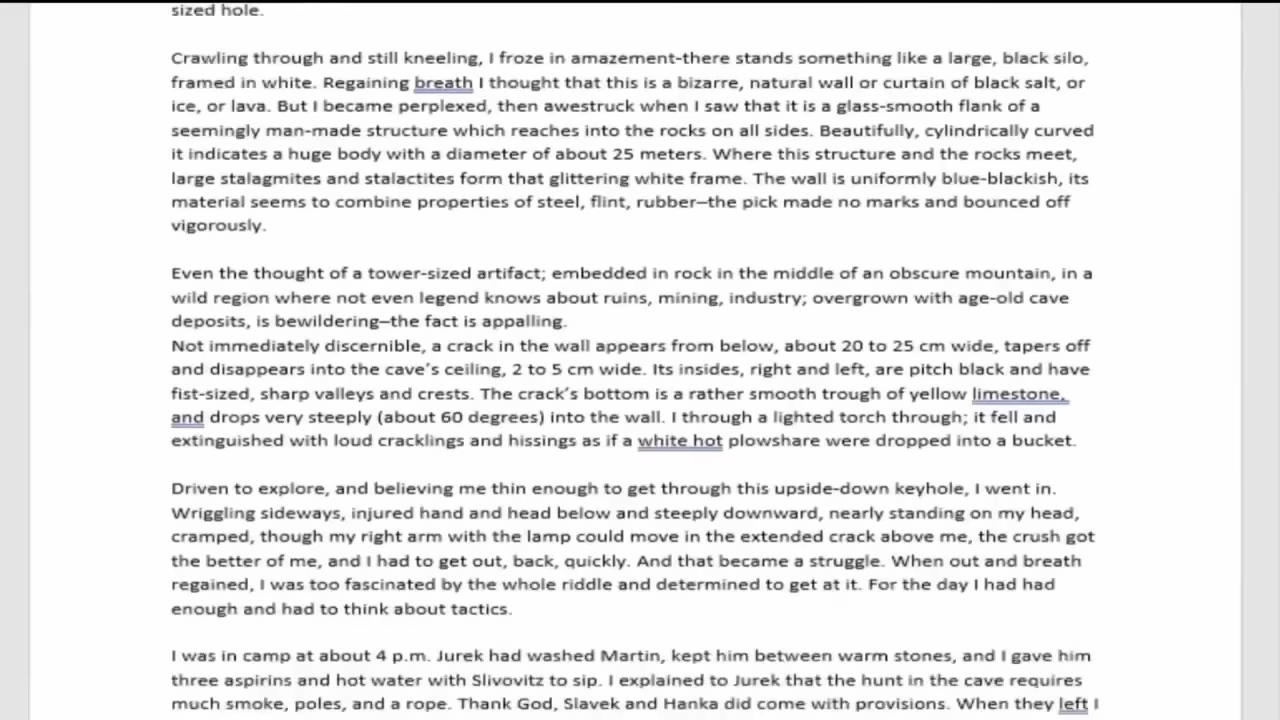 sized hole.
Crawling through and still kneeling, I froze in amazement-there stands something like a large, black silo,
framed in white. Regaining breath I thought that this is a bizarre, natural wall or curtain of black salt, or
ice, or lava. But I became perplexed, then awestruck when I saw that it is a glass-smooth flank of a
seemingly man-made structure which reaches into the rocks on all sides. Beautifully, cylindrically curved
it indicates a huge body with a diameter of about 25 meters. Where this structure and the rocks meet,
large stalagmites and stalactites form that glittering white frame. The wall is uniformly blue-blackish, its
material seems to combine properties of steel, flint, rubber–the pick made no marks and bounced off
vigorously.
Even the thought of a tower-sized artifact; embedded in rock in the middle of an obscure mountain, in a
wild region where not even legend knows about ruins, mining, industry; overgrown with age-old cave
deposits, is bewildering–the fact is appalling.
Not immediately discernible, a crack in the wall appears from below, about 20 to 25 cm wide, tapers off
and disappears into the cave's ceiling, 2 to 5 cm wide. Its insides, right and left, are pitch black and have
fist-sized, sharp valleys and crests. The crack's bottom is a rather smooth trough of yellow limestone,
and drops very steeply (about 60 degrees) into the wall. I through a lighted torch through; it fell and
extinguished with loud cracklings and hissings as if a white hot plowshare were dropped into a bucket.
Driven to explore, and believing me thin enough to get through this upside-down keyhole, I went in.
Wriggling sideways, injured hand and head below and steeply downward, nearly standing on my head,
cramped, though my right arm with the lamp could move in the extended crack above me, the crush got
the better of me, and I had to get out, back, quickly. And that became a struggle. When out and breath
regained, I was too fascinated by the whole riddle and determined to get at it. For the day I had had
enough and had to think about tactics.
I was in camp at about 4 p.m. Jurek had washed Martin, kept him between warm stones, and I gave him
three aspirins and hot water with Slivovitz to sip. I explained to Jurek that the hunt in the cave requires
much smoke, poles, and a rope. Thank God, Slavek and Hanka did come with provisions. When they left I